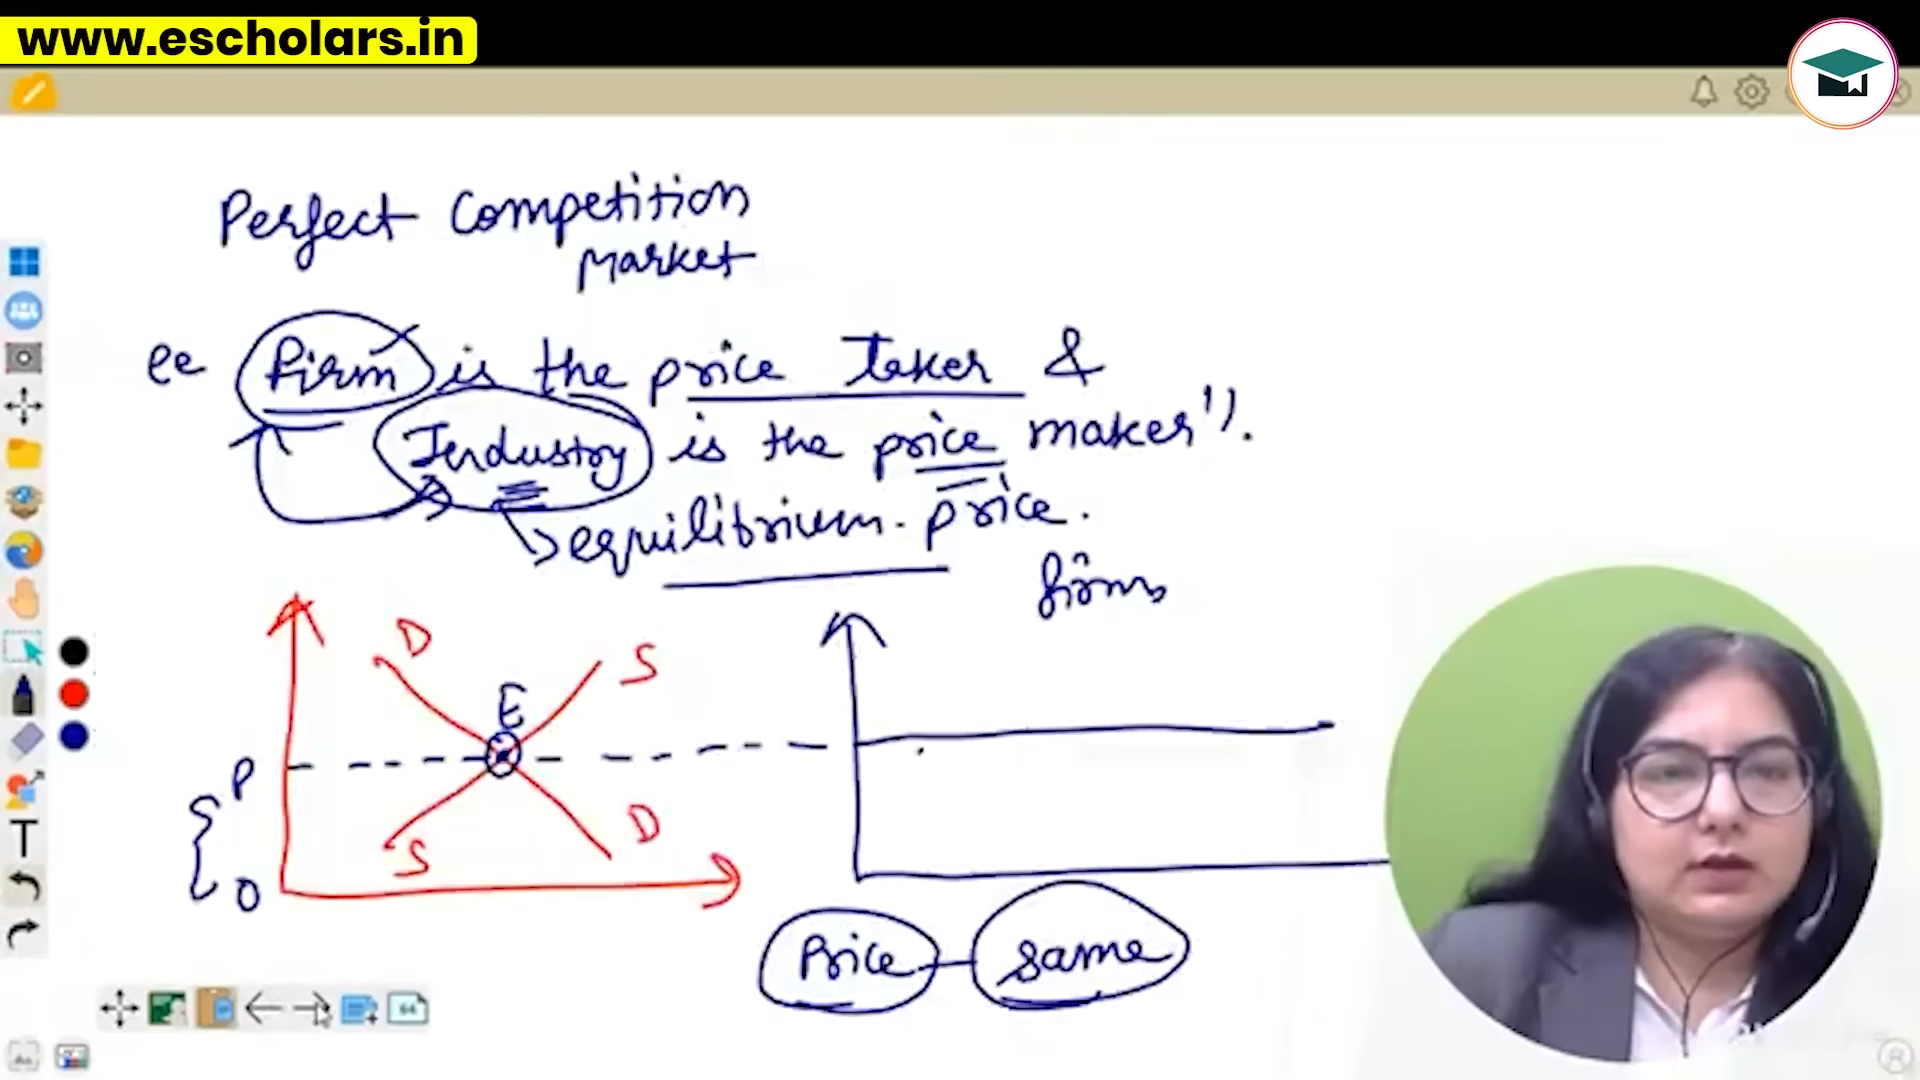 www.escholars.in
Perfect Competition
Market
"Firm is the price Taker &
Industry is the price maker".
equilibrium price.
firms
D
S
E
P
D
S
O
Price - same
T